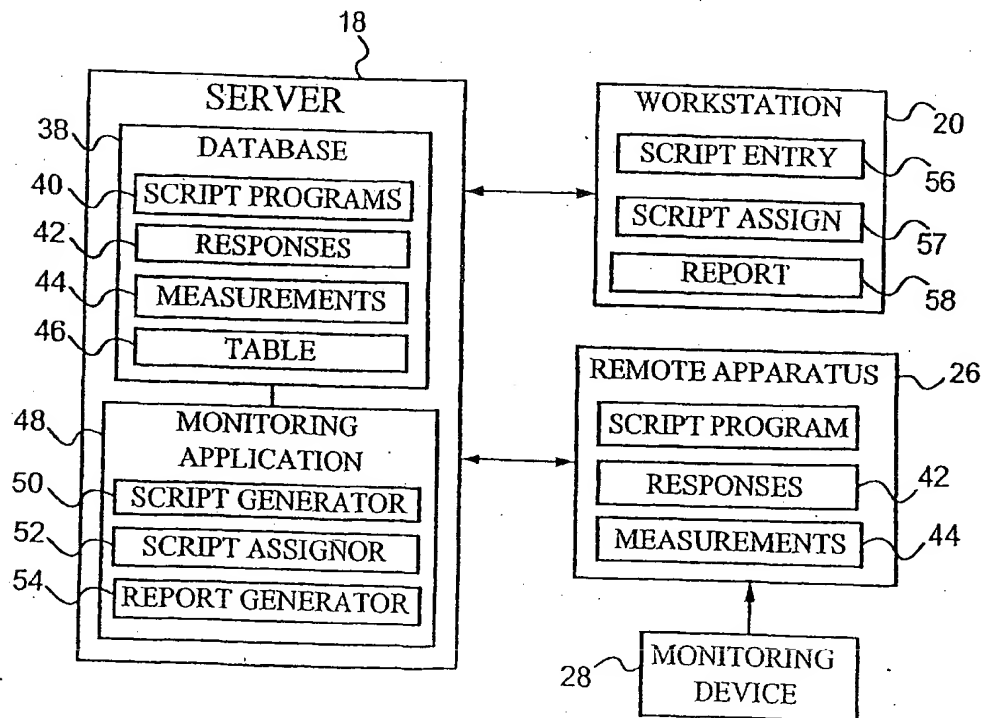 18
SERVER
38
DATABASE
40
SCRIPT PROGRAMS
42
RESPONSES
44
MEASUREMENTS
46
TABLE
48
MONITORING
APPLICATION
50
SCRIPT GENERATOR
52
SCRIPT ASSIGNOR
54
REPORT GENERATOR
WORKSTATION
20
SCRIPT ENTRY
56
SCRIPT ASSIGN
57
REPORT
58
REMOTE APPARATUS
26
SCRIPT PROGRAM
RESPONSES
42
MEASUREMENTS
44
28
MONITORING
DEVICE